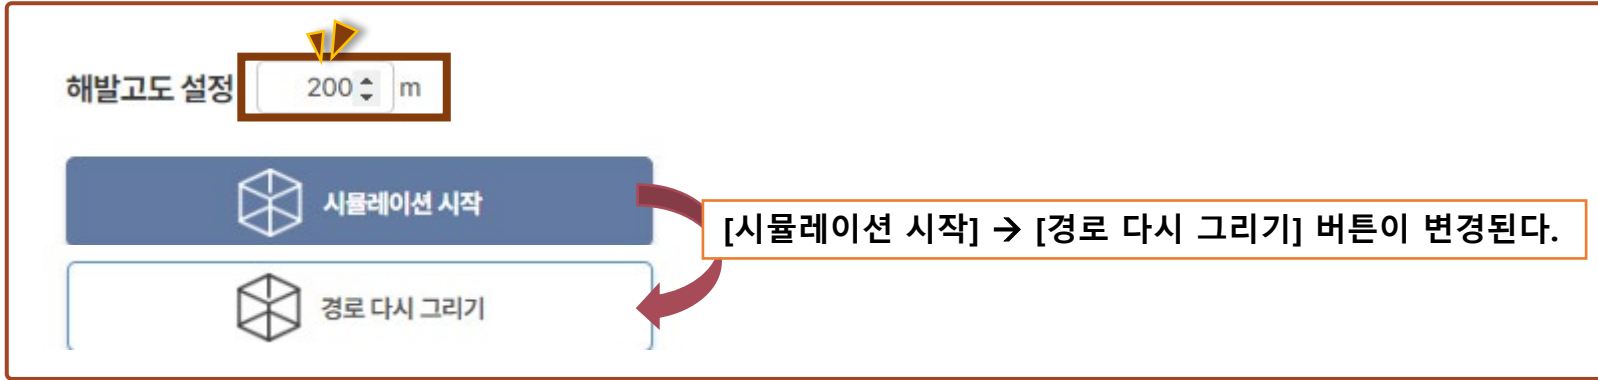 해발고도 설정 200 m
시뮬레이션 시작
[시뮬레이션 시작] → [경로 다시 그리기] 버튼이 변경된다.
경로 다시 그리기